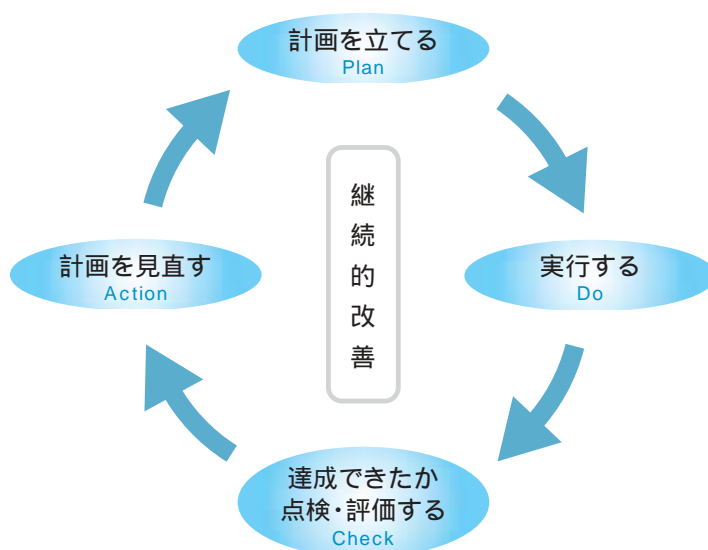 計画を立てる
Plan
実行する
Do
達成できたか
点検・評価する
Check
計画を見直す
Action
継続的改善